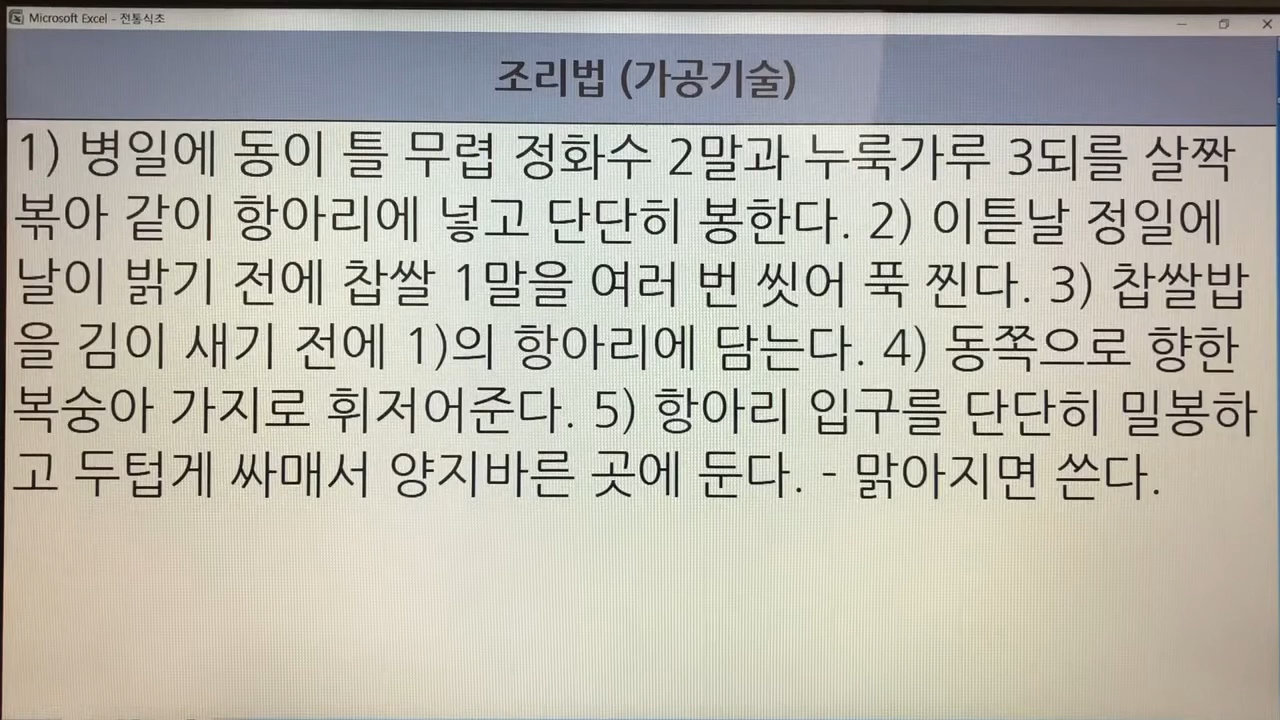 Microsoft Excel - 전통식초
조리법 (가공기술)
1) 병일에 동이 틀 무렵 정화수 2말과 누룩가루 3되를 살짝
볶아 같이 항아리에 넣고 단단히 봉한다. 2) 이튿날 정일에
날이 밝기 전에 찹쌀 1말을 여러 번 씻어 푹 찐다. 3) 찹쌀밥
을 김이 새기 전에 1)의 항아리에 담는다. 4) 동쪽으로 향한
복숭아 가지로 휘저어준다. 5) 항아리 입구를 단단히 밀봉하
고 두텁게 싸매서 양지바른 곳에 둔다. - 맑아지면 쓴다.